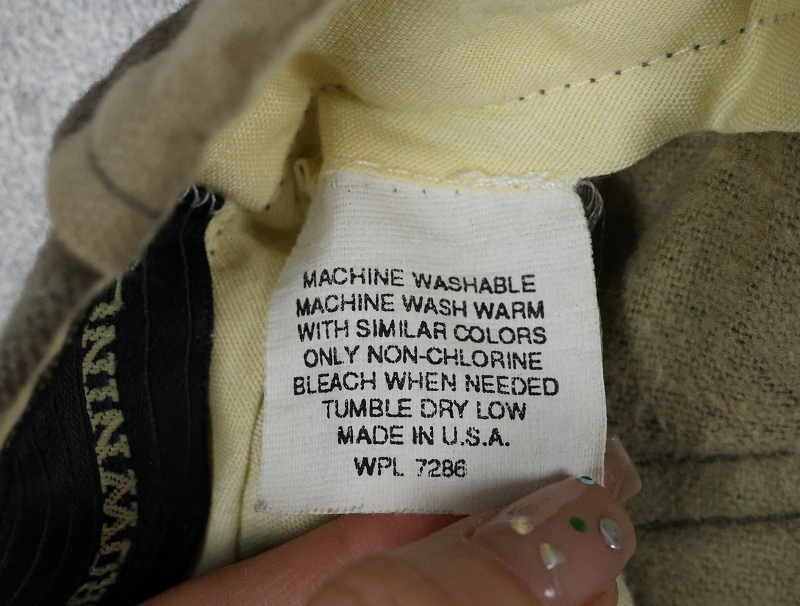 MACHINE WASHABLE
MACHINE WASH WARM
WITH SIMILAR COLORS
ONLY NON-CHLORINE
BLEACH WHEN NEEDED
TUMBLE DRY LOW
MADE IN U.S.A.
WPL 7286
ROWNING